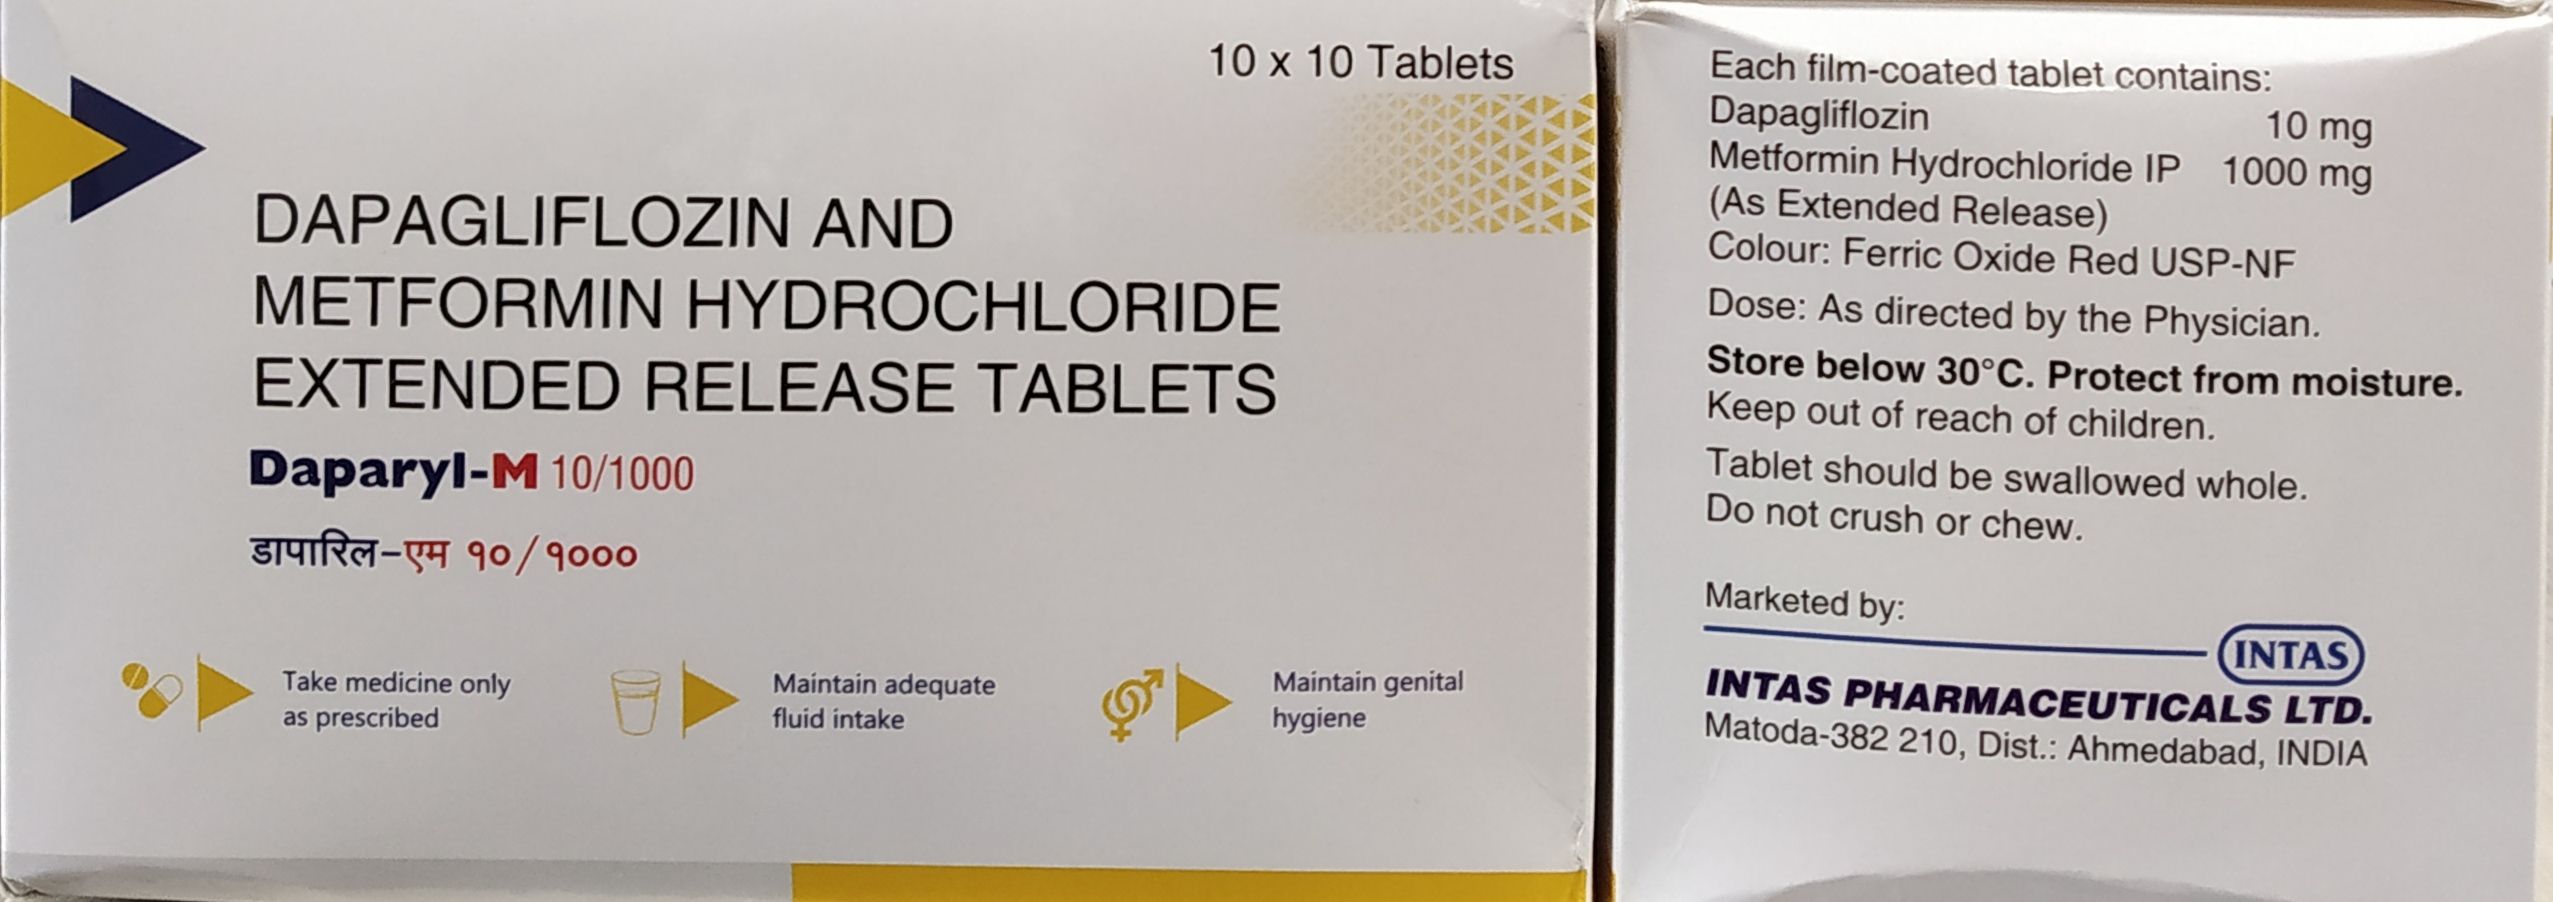 10 x 10 Tablets
DAPAGLIFLOZIN AND
METFORMIN HYDROCHLORIDE
EXTENDED RELEASE TABLETS
Daparyl-M 10/1000
डापारिल-एम १०/१०००
Take medicine only
as prescribed
Maintain adequate
fluid intake
Maintain genital
hygiene
Each film-coated tablet contains:
Dapagliflozin 10 mg
Metformin Hydrochloride IP 1000 mg
(As Extended Release)
Colour: Ferric Oxide Red USP-NF
Dose: As directed by the Physician.
Store below 30°C. Protect from moisture.
Keep out of reach of children.
Tablet should be swallowed whole.
Do not crush or chew.
Marketed by:
INTAS
INTAS PHARMACEUTICALS LTD.
Matoda-382 210, Dist.: Ahmedabad, INDIA